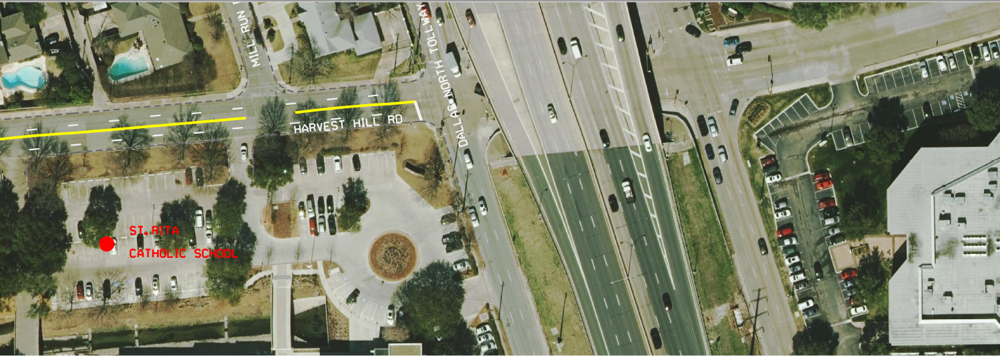 MILL RUN
DALLAS NORTH TOLLWAY
HARVEST HILL RD
ST. RITA
CATHOLIC SCHOOL